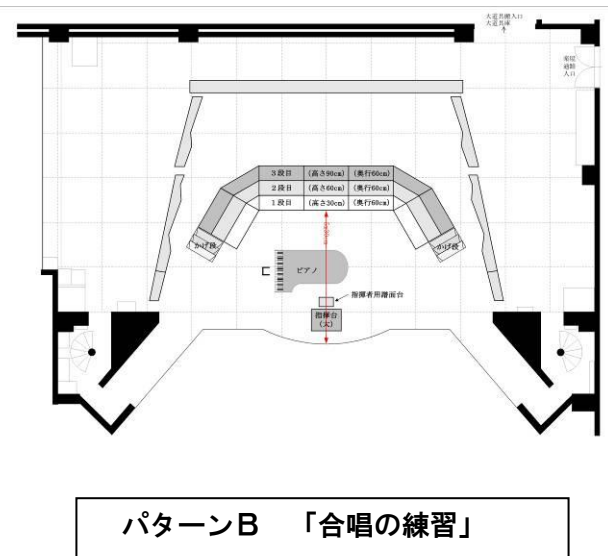 大道具搬入口
大道具庫
3段目 (高さ90cm) (奥行60cm)
2段目 (高さ60cm) (奥行60cm)
1段目 (高さ30cm) (奥行60cm)
かげ段
かげ段
ピアノ
指揮者用譜面台
指揮台
(大)
パターンB 「合唱の練習」